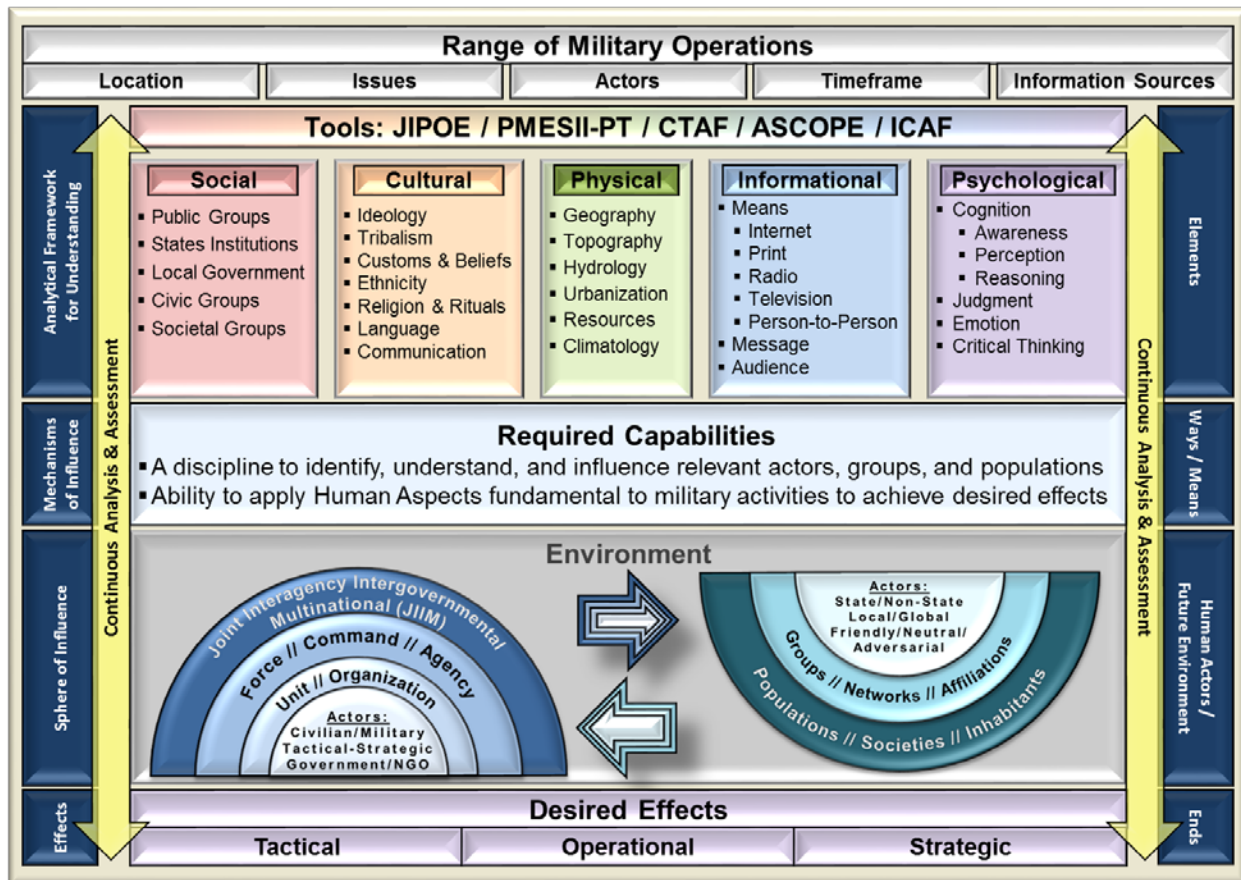 Range of Military Operations
Location
Issues
Actors
Timeframe
Information Sources
Analytical Framework
for Understanding
Continuous Analysis & Assessment
Tools: JIPOE / PMESII-PT / CTAF / ASCOPE / ICAF
Social
▪ Public Groups
▪ States Institutions
▪ Local Government
▪ Civic Groups
▪ Societal Groups
Cultural
▪ Ideology
▪ Tribalism
▪ Customs & Beliefs
▪ Ethnicity
▪ Religion & Rituals
▪ Language
▪ Communication
Physical
▪ Geography
▪ Topography
▪ Hydrology
▪ Urbanization
▪ Resources
▪ Climatology
Informational
▪ Means
▪ Internet
▪ Print
▪ Radio
▪ Television
▪ Person-to-Person
▪ Message
▪ Audience
Psychological
▪ Cognition
▪ Awareness
▪ Perception
▪ Reasoning
▪ Judgment
▪ Emotion
▪ Critical Thinking
Continuous Analysis & Assessment
Elements
Mechanisms
of Influence
Required Capabilities
▪ A discipline to identify, understand, and influence relevant actors, groups, and populations
▪ Ability to apply Human Aspects fundamental to military activities to achieve desired effects
Ways / Means
Sphere of Influence
Environment
Joint Interagency Intergovernmental/
Multinational (JIIM)
Force // Command // Agency
Unit // Organization
Actors:
Civilian/Military
Tactical-Strategic
Government/NGO
Actors:
State/Non-State
Local/Global
Friendly/Neutral/
Adversarial
Groups // Networks // Affiliations
Populations // Societies // Inhabitants
Human Actors /
Future Environment
Effects
Desired Effects
Tactical
Operational
Strategic
Ends